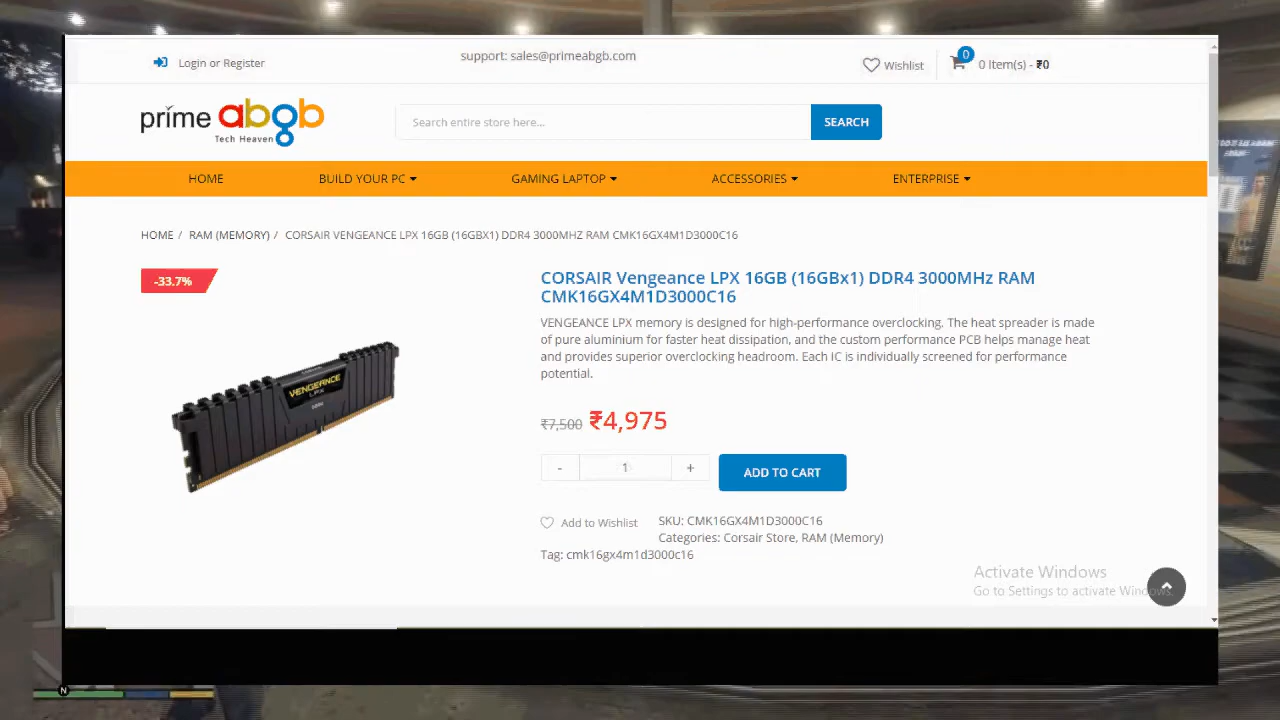 Login or Register
support: sales@primeabgb.com
Wishlist
0
0 Item(s) - ₹0
prime abgb
Tech Heaven
Search entire store here...
SEARCH
HOME
BUILD YOUR PC
GAMING LAPTOP
ACCESSORIES
ENTERPRISE
HOME / RAM (MEMORY) / CORSAIR VENGEANCE LPX 16GB (16GBX1) DDR4 3000MHZ RAM CMK16GX4M1D3000C16
-33.7%
CORSAIR Vengeance LPX 16GB (16GBx1) DDR4 3000MHz RAM
CMK16GX4M1D3000C16
VENGEANCE LPX memory is designed for high-performance overclocking. The heat spreader is made
of pure aluminium for faster heat dissipation, and the custom performance PCB helps manage heat
and provides superior overclocking headroom. Each IC is individually screened for performance
potential.
VENGEANCE
LPX
₹7,500 ₹4,975
- 1 +
ADD TO CART
Add to Wishlist
SKU: CMK16GX4M1D3000C16
Categories: Corsair Store, RAM (Memory)
Tag: cmk16gx4m1d3000c16
Activate Windows
Go to Settings to activate Windows.
N